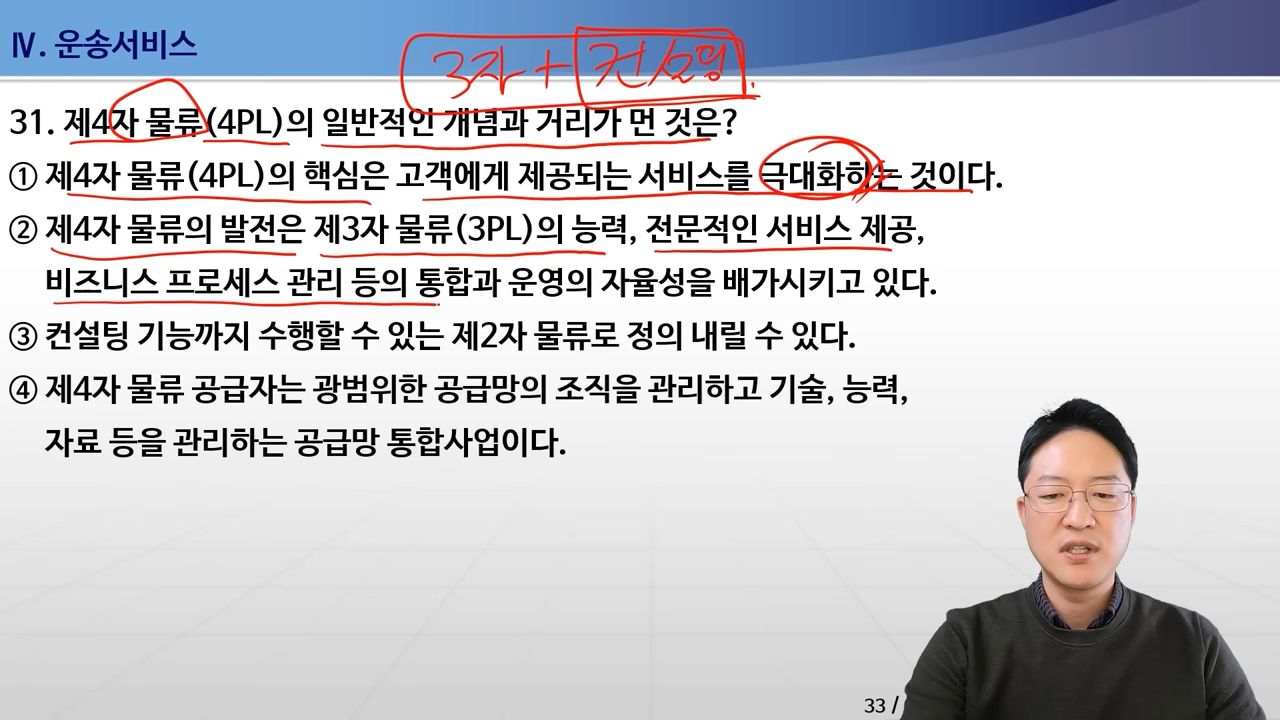 Ⅳ. 운송서비스
3자 + 컨설팅.
31. 제4자 물류(4PL)의 일반적인 개념과 거리가 먼 것은?
① 제4자 물류(4PL)의 핵심은 고객에게 제공되는 서비스를 극대화하는 것이다.
② 제4자 물류의 발전은 제3자 물류(3PL)의 능력, 전문적인 서비스 제공,
비즈니스 프로세스 관리 등의 통합과 운영의 자율성을 배가시키고 있다.
③ 컨설팅 기능까지 수행할 수 있는 제2자 물류로 정의 내릴 수 있다.
④ 제4자 물류 공급자는 광범위한 공급망의 조직을 관리하고 기술, 능력,
자료 등을 관리하는 공급망 통합사업이다.
33 /